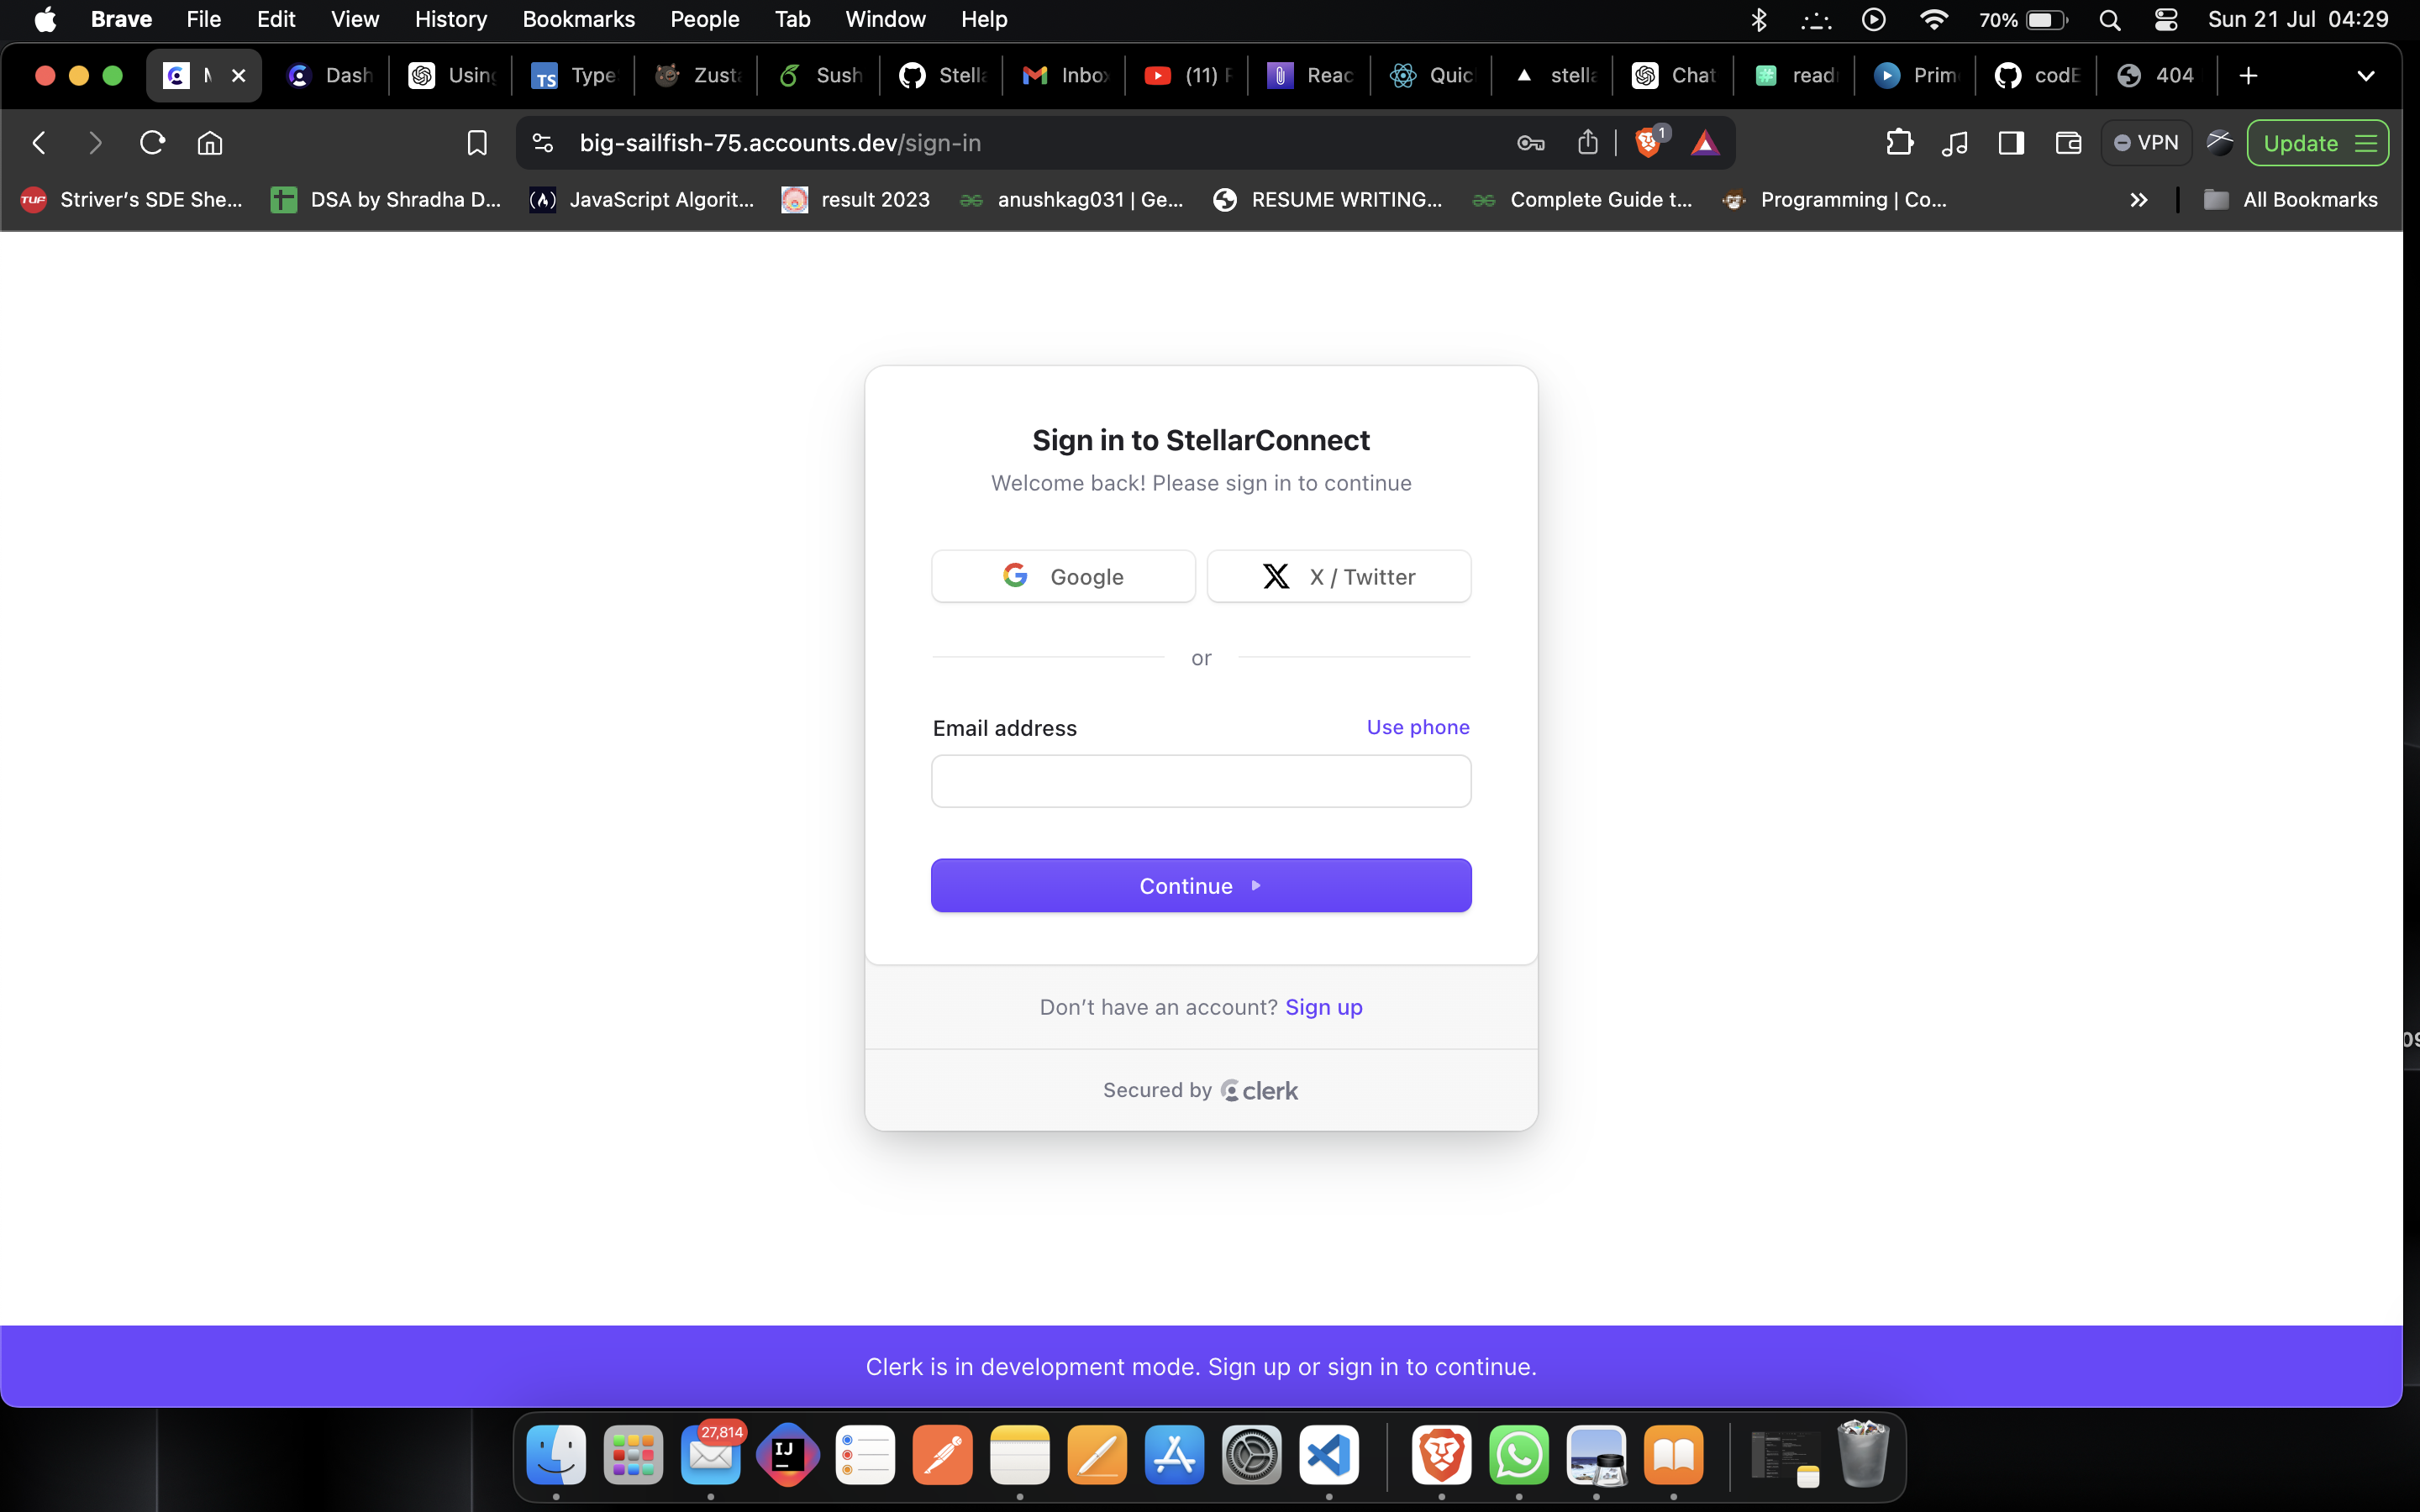 Brave File Edit View History Bookmarks People Tab Window Help 70% Sun 21 Jul 04:29
Dash Using Type Zusta Sush Stella Inbox (11) Reac Quic stella Chat read Prim codE 404
big-sailfish-75.accounts.dev/sign-in 1 VPN Update
TUF Striver’s SDE She... DSA by Shradha D... JavaScript Algorit... result 2023 anushkag031 | Ge... RESUME WRITING... Complete Guide t... Programming | Co... All Bookmarks
Sign in to StellarConnect
Welcome back! Please sign in to continue
Google X / Twitter
or
Email address Use phone
Continue
Don’t have an account? Sign up
Secured by clerk
Clerk is in development mode. Sign up or sign in to continue.
27,814
IJ